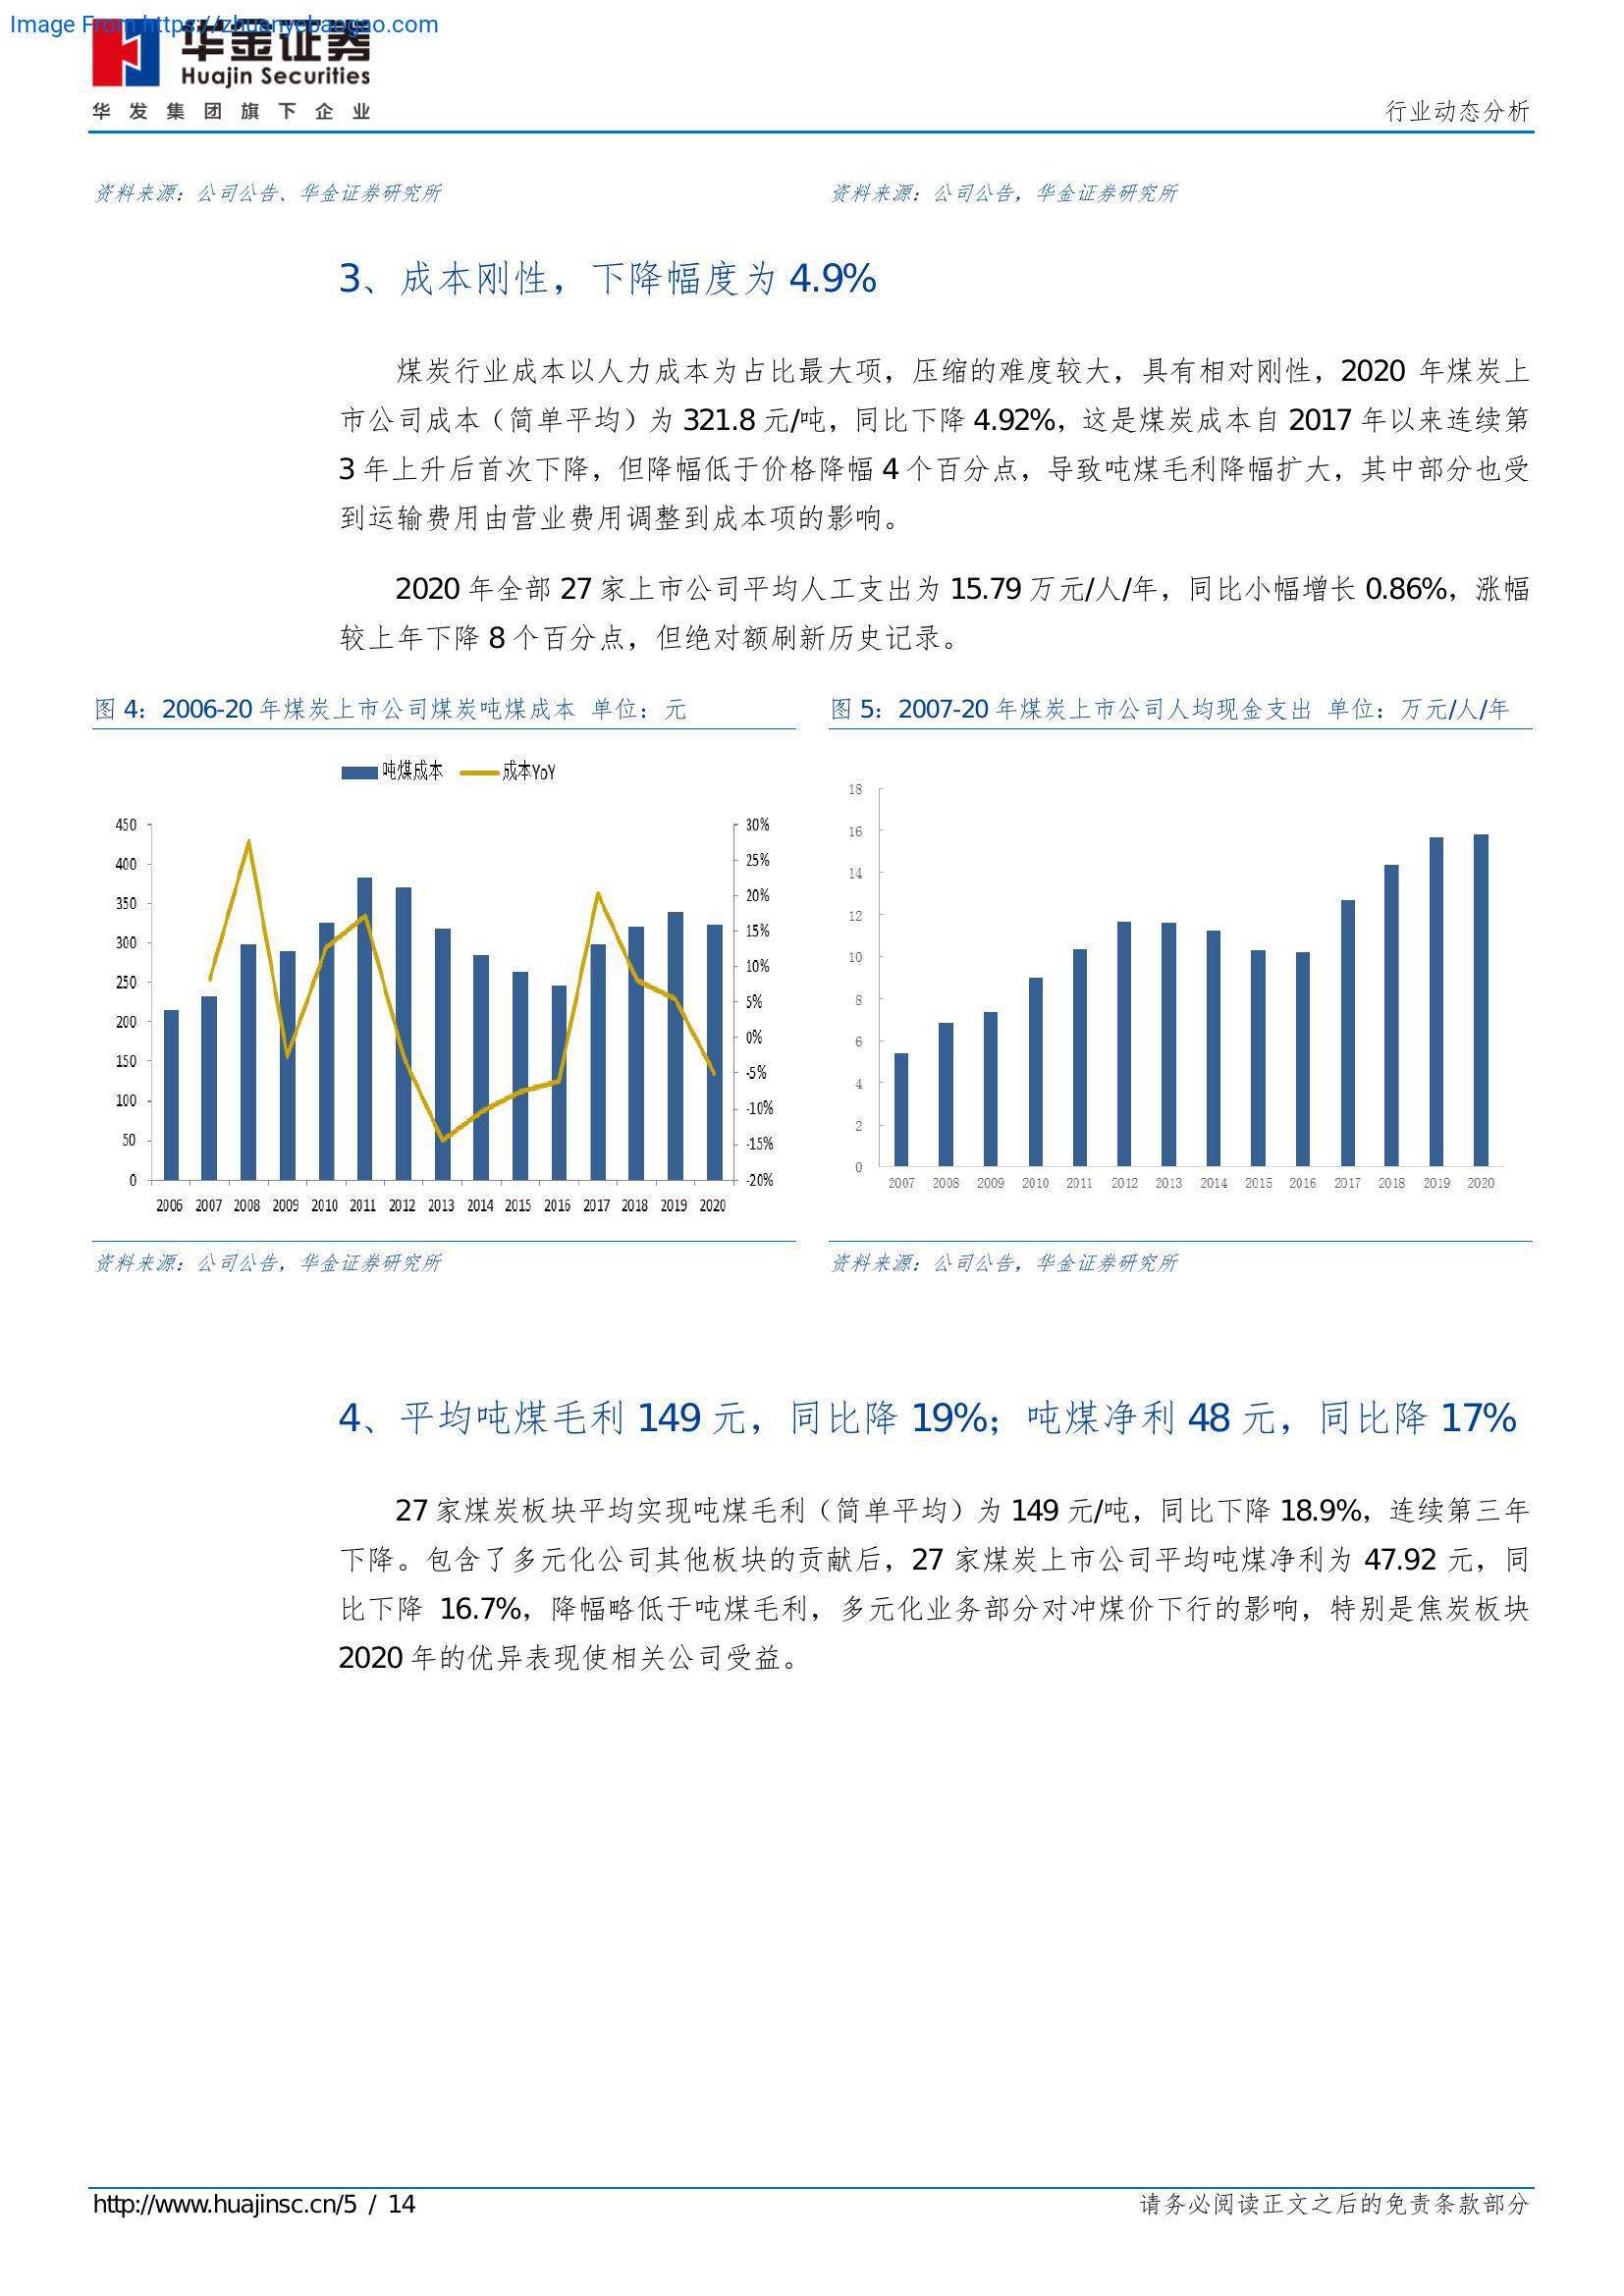 Image From https://zhuanyebaogao.com
华金证券
Huajin Securities
华发集团旗下企业
行业动态分析
资料来源：公司公告、华金证券研究所
资料来源：公司公告，华金证券研究所
3、成本刚性，下降幅度为 4.9%
煤炭行业成本以人力成本为占比最大项，压缩的难度较大，具有相对刚性，2020 年煤炭上
市公司成本（简单平均）为 321.8 元/吨，同比下降 4.92%，这是煤炭成本自 2017 年以来连续第
3 年上升后首次下降，但降幅低于价格降幅 4 个百分点，导致吨煤毛利降幅扩大，其中部分也受
到运输费用由营业费用调整到成本项的影响。
2020 年全部 27 家上市公司平均人工支出为 15.79 万元/人/年，同比小幅增长 0.86%，涨幅
较上年下降 8 个百分点，但绝对额刷新历史记录。
图 4：2006-20 年煤炭上市公司煤炭吨煤成本 单位：元
吨煤成本 成本YoY
450
400
350
300
250
200
150
100
50
0
30%
25%
20%
15%
10%
5%
0%
-5%
-10%
-15%
-20%
2006 2007 2008 2009 2010 2011 2012 2013 2014 2015 2016 2017 2018 2019 2020
资料来源：公司公告，华金证券研究所
图 5：2007-20 年煤炭上市公司人均现金支出 单位：万元/人/年
18
16
14
12
10
8
6
4
2
0
2007 2008 2009 2010 2011 2012 2013 2014 2015 2016 2017 2018 2019 2020
资料来源：公司公告，华金证券研究所
4、平均吨煤毛利 149 元，同比降 19%；吨煤净利 48 元，同比降 17%
27 家煤炭板块平均实现吨煤毛利（简单平均）为 149 元/吨，同比下降 18.9%，连续第三年
下降。包含了多元化公司其他板块的贡献后，27 家煤炭上市公司平均吨煤净利为 47.92 元，同
比下降 16.7%，降幅略低于吨煤毛利，多元化业务部分对冲煤价下行的影响，特别是焦炭板块
2020 年的优异表现使相关公司受益。
http://www.huajinsc.cn/5 / 14
请务必阅读正文之后的免责条款部分